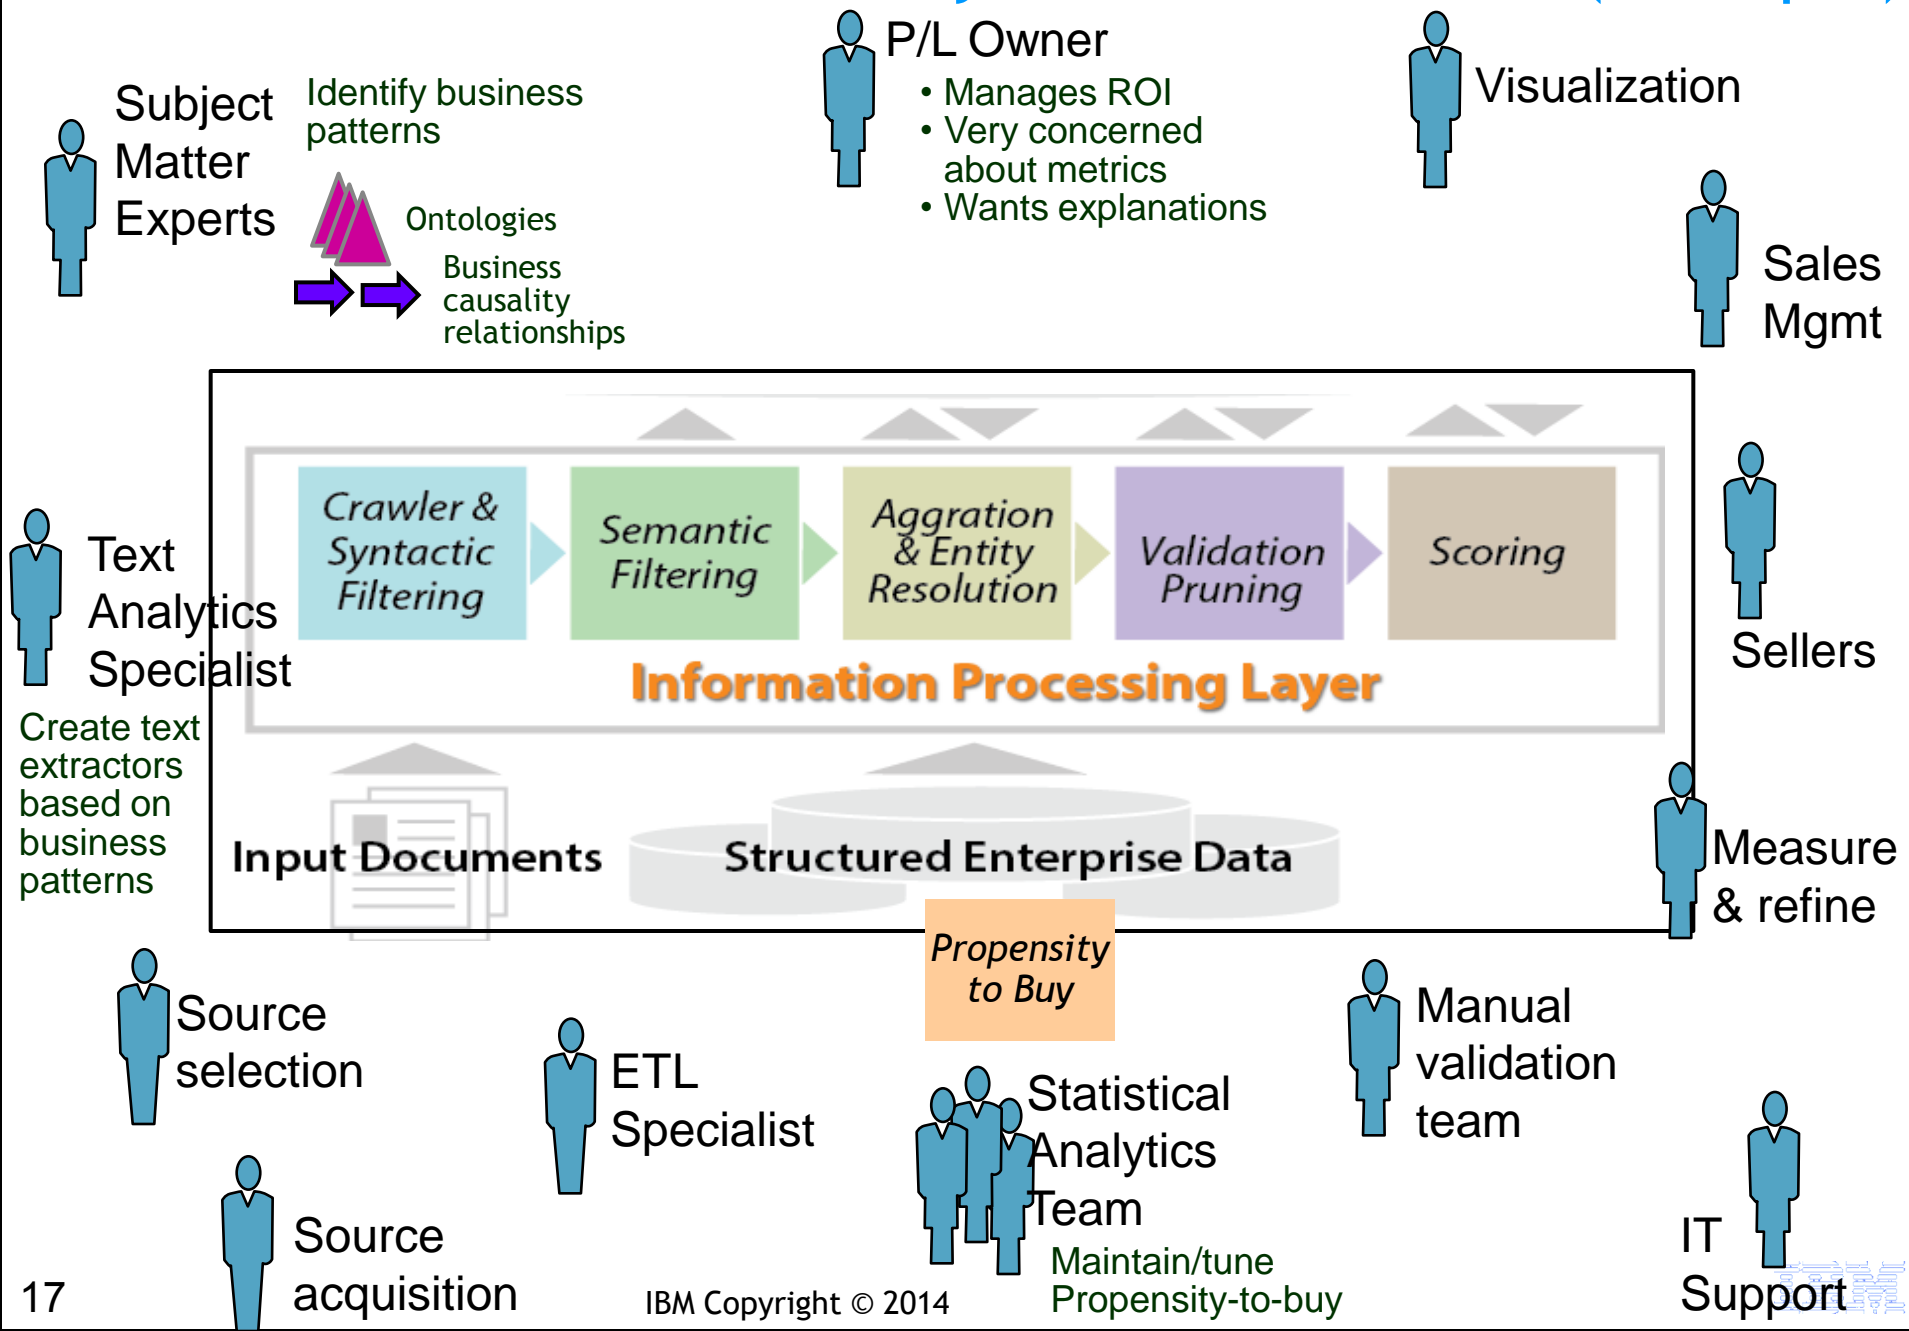 P/L Owner
• Manages ROI
• Very concerned
about metrics
• Wants explanations
Visualization
Subject
Matter
Experts
Identify business
patterns
Ontologies
Business
causality
relationships
Sales
Mgmt
Crawler &
Syntactic
Filtering
Semantic
Filtering
Aggration
& Entity
Resolution
Validation
Pruning
Scoring
Information Processing Layer
Text
Analytics
Specialist
Create text
extractors
based on
business
patterns
Sellers
Input Documents
Structured Enterprise Data
Measure
& refine
Propensity
to Buy
Source
selection
ETL
Specialist
Manual
validation
team
Statistical
Analytics
Team
Maintain/tune
Propensity-to-buy
Source
acquisition
IT
Support
IBM
17
IBM Copyright © 2014